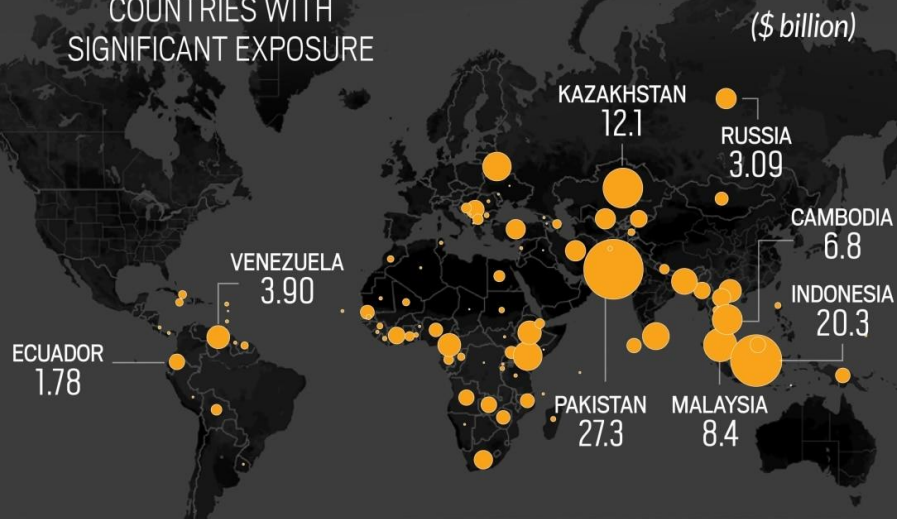 COUNTRIES WITH
SIGNIFICANT EXPOSURE
($ billion)
KAZAKHSTAN
12.1
RUSSIA
3.09
CAMBODIA
6.8
VENEZUELA
3.90
INDONESIA
20.3
ECUADOR
1.78
PAKISTAN
27.3
MALAYSIA
8.4